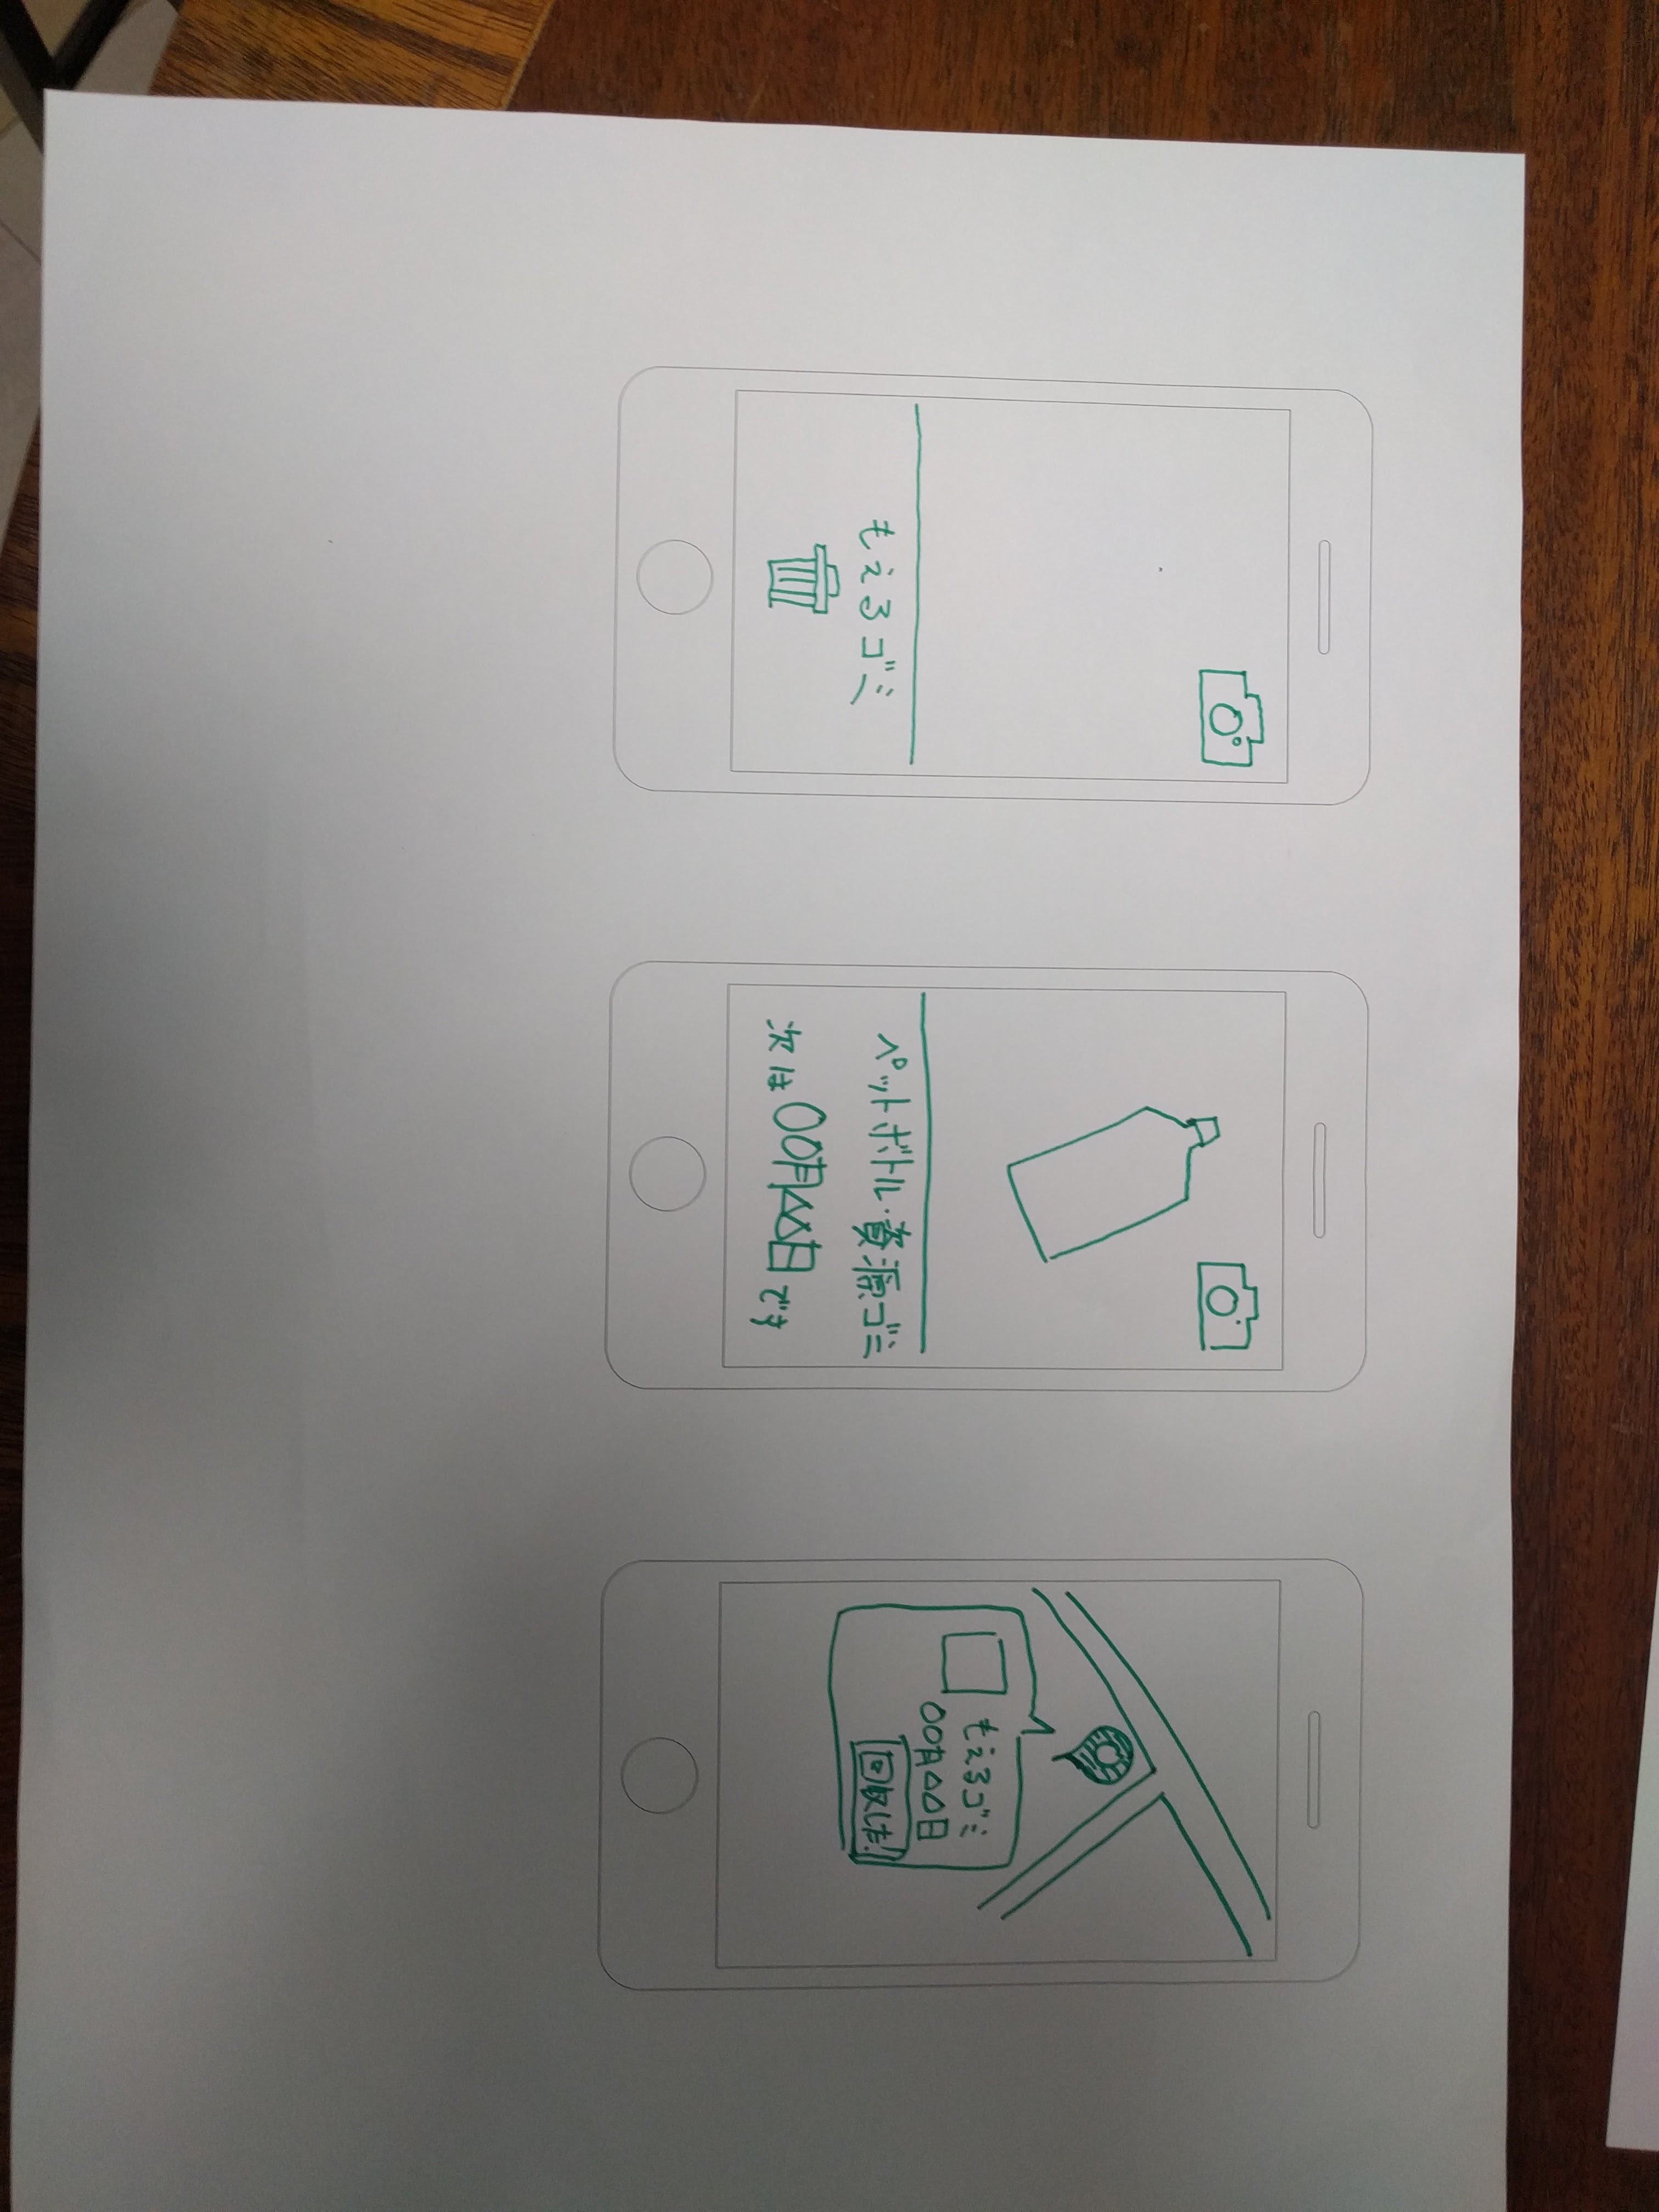 もえるゴミ
ペットボトル・資源ゴミ
次は〇〇月△△日です
もえるゴミ
〇〇月△△日
回収した!